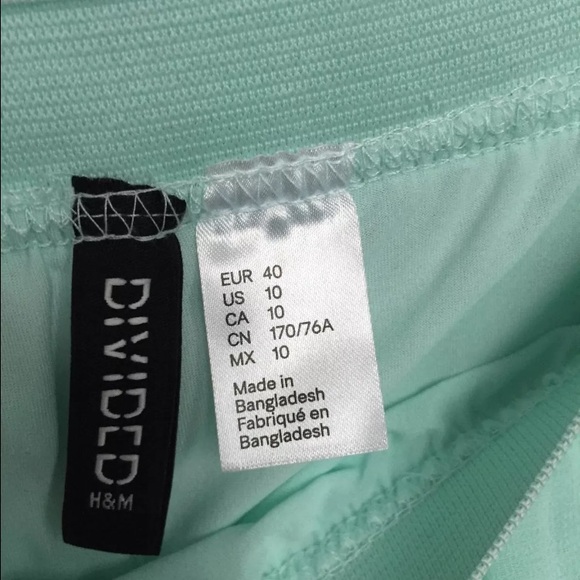 DIVIDED
H&M
EUR 40
US 10
CA 10
CN 170/76A
MX 10
Made in
Bangladesh
Fabriqué en
Bangladesh